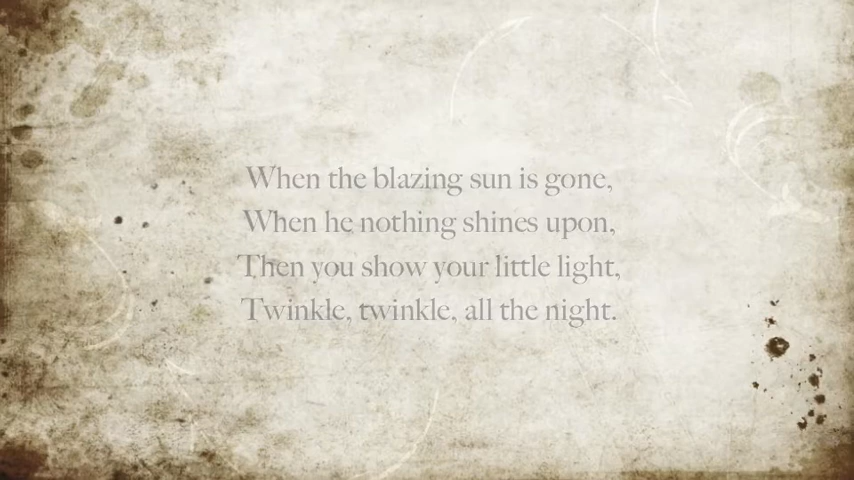 When the blazing sun is gone,
When he nothing shines upon,
Then you show your little light,
Twinkle, twinkle, all the night.